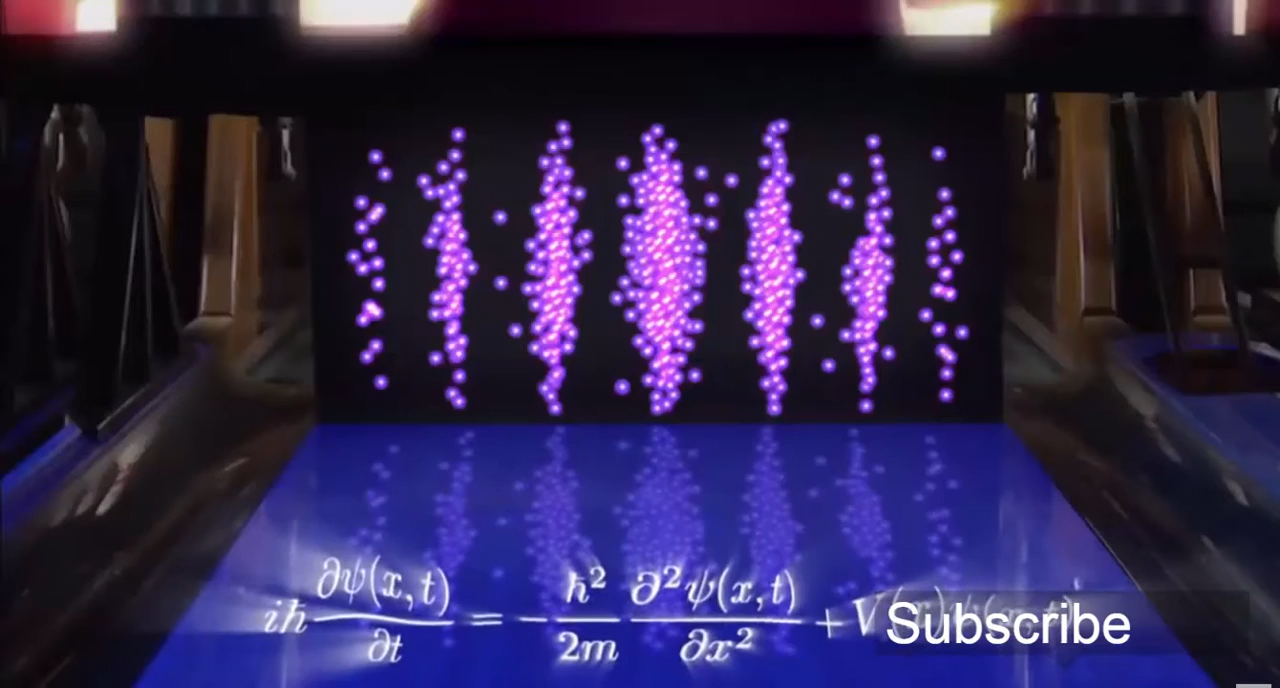 iℏ ∂ψ(x,t)/∂t = − ℏ²/2m ∂²ψ(x,t)/∂x² + V(x)ψ(x,t)
Subscribe